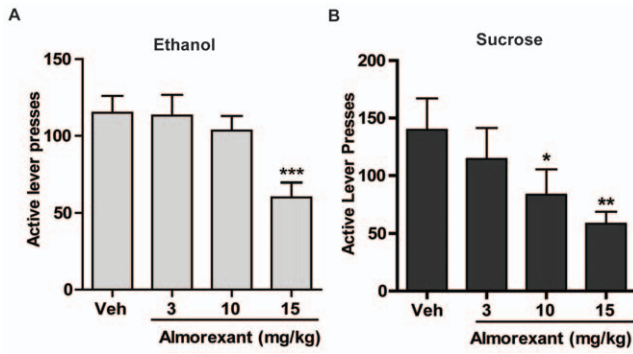 A
Ethanol
Active lever presses
150
100
50
0
***
Veh 3 10 15
Almorexant (mg/kg)
B
Sucrose
Active Lever Presses
200
150
100
50
0
*
**
Veh 3 10 15
Almorexant (mg/kg)